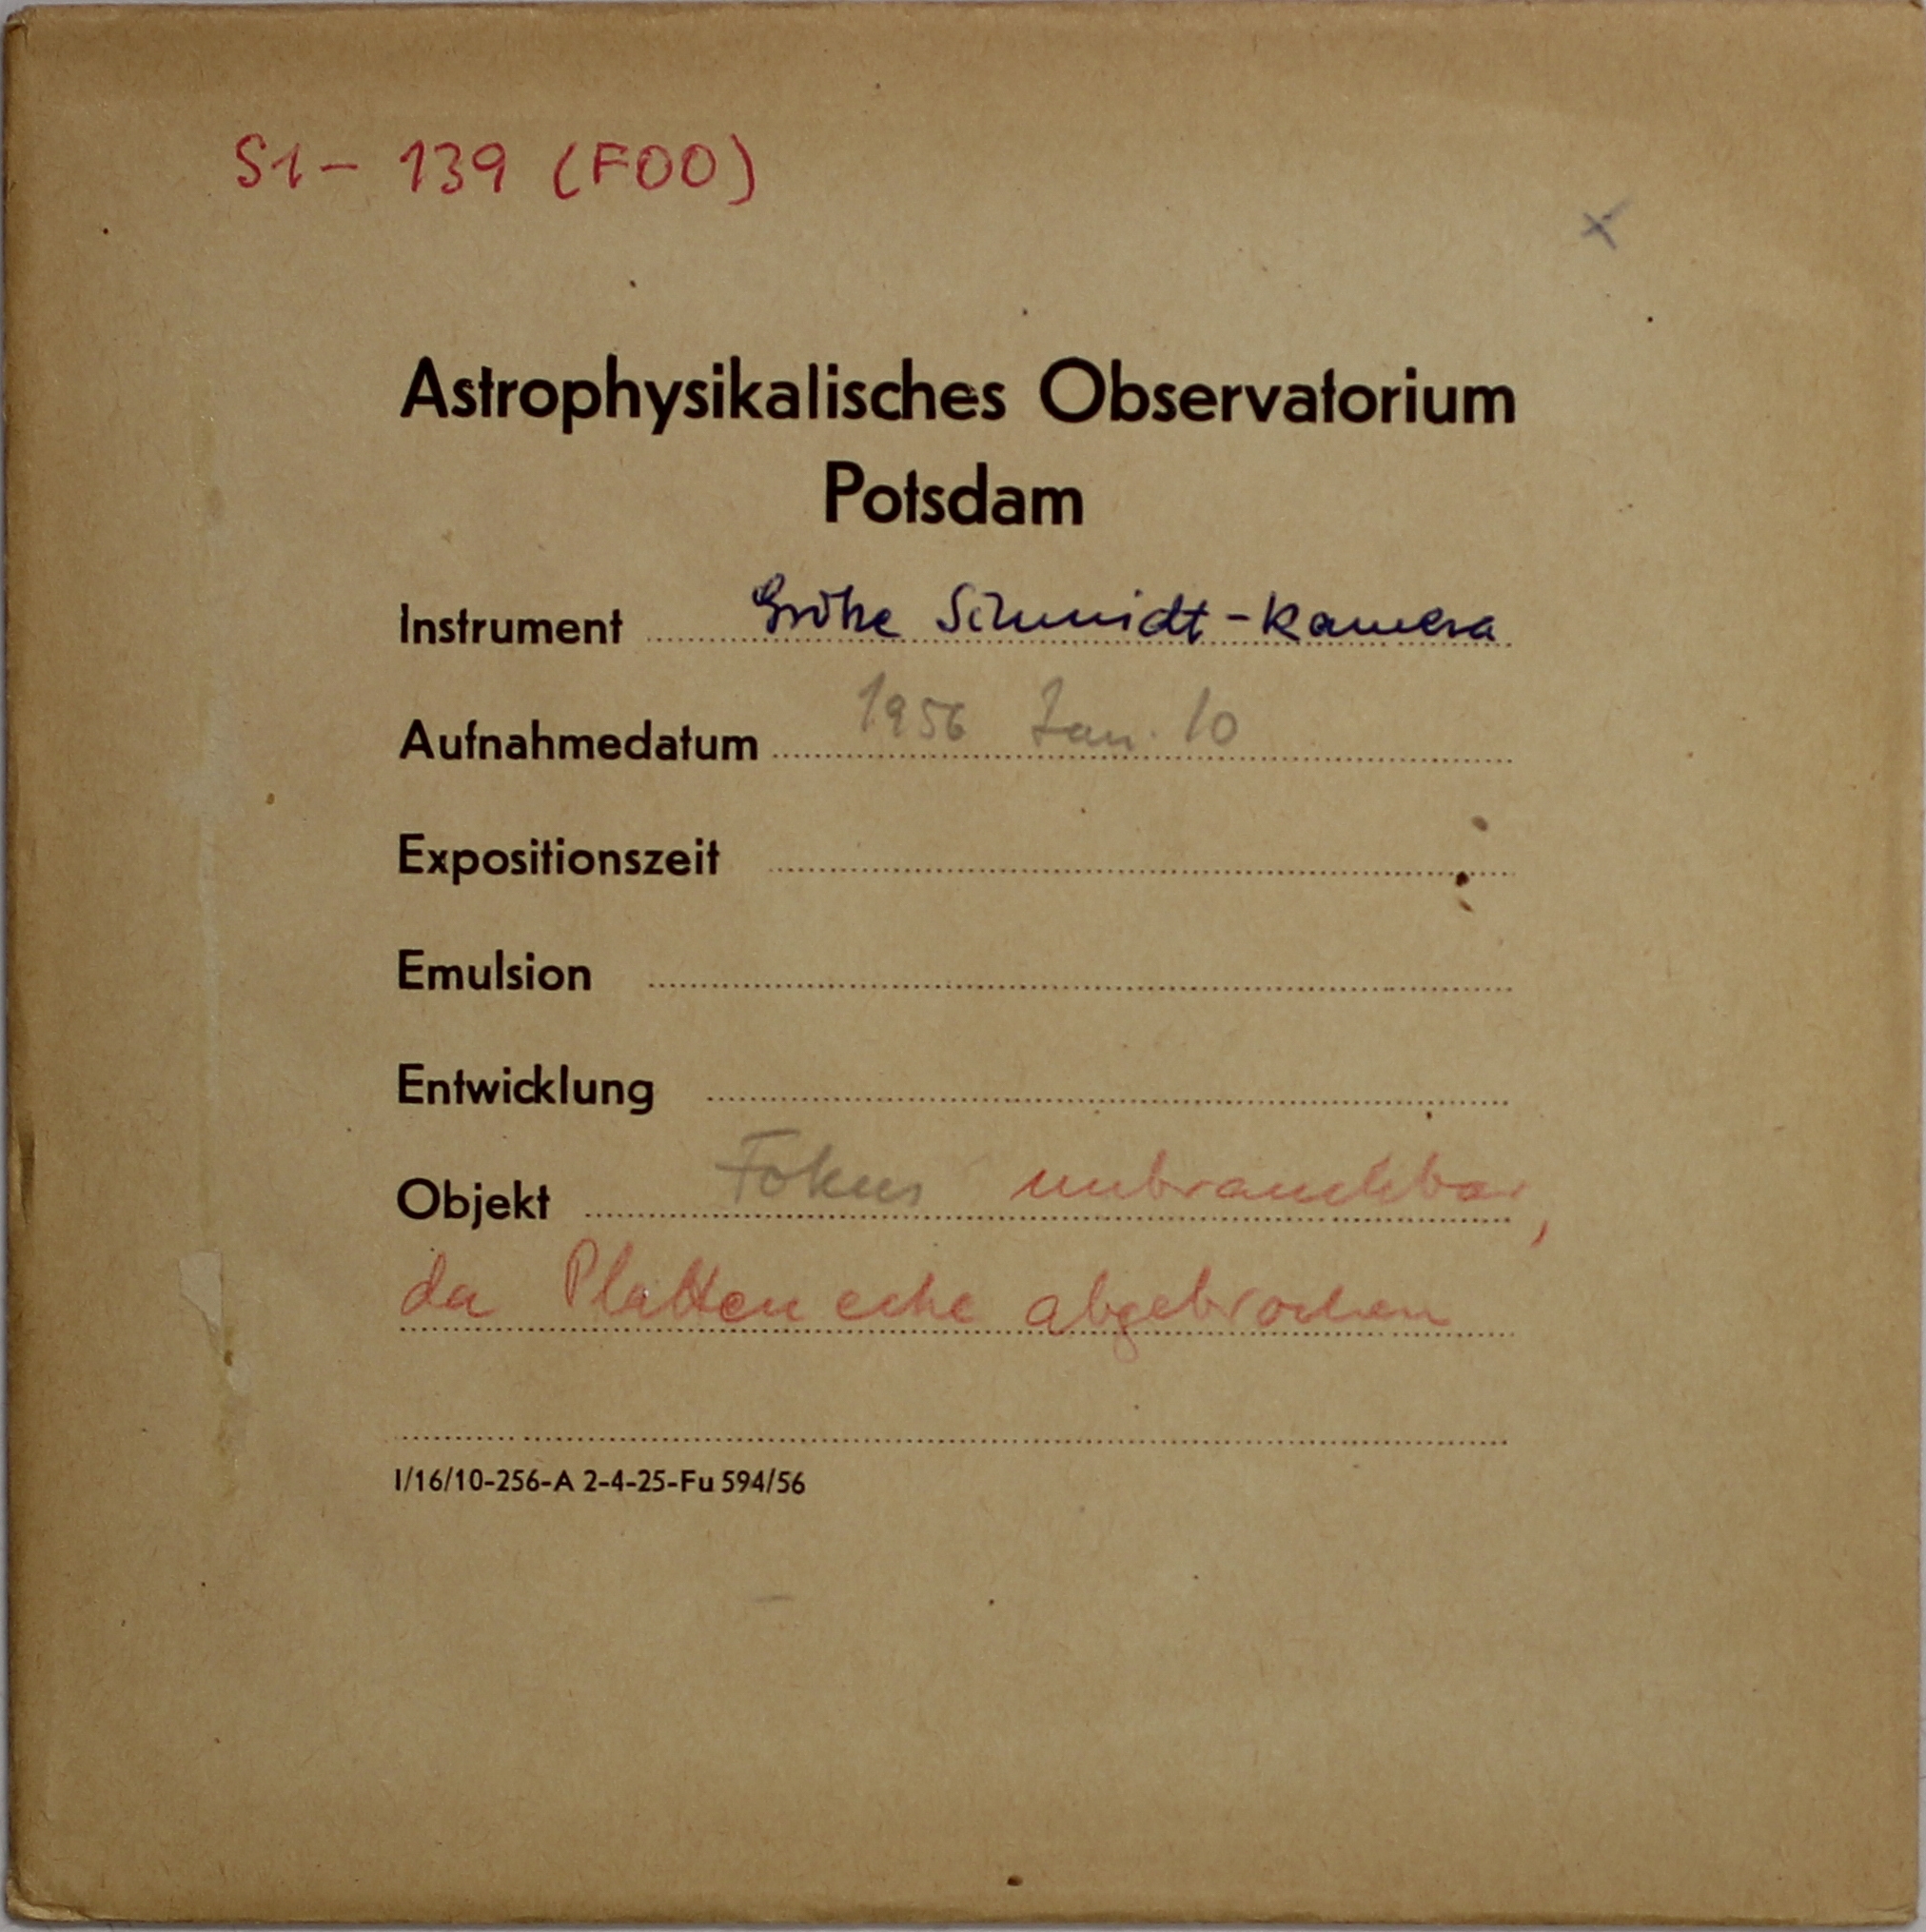 S1- 139 (FOO)
x
Astrophysikalisches Observatorium
Potsdam
Instrument Große Schmidt-Kamera
Aufnahmedatum 1956 Jan. 10
Expositionszeit
Emulsion
Entwicklung
Objekt Fokus unbrauchbar,
da Plattenecke abgebrochen
I/16/10-256-A 2-4-25-Fu 594/56